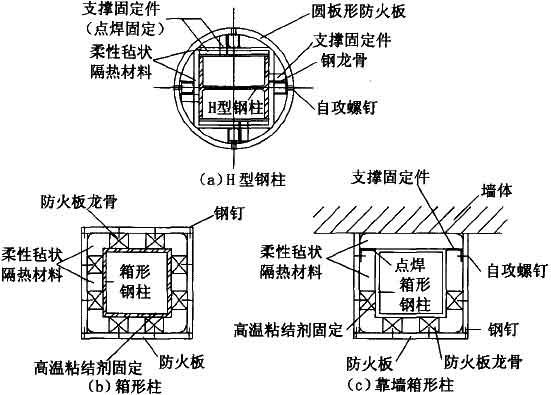 支撑固定件
(点焊固定)
圆板形防火板
柔性毡状
隔热材料
支撑固定件
钢龙骨
H型钢柱
自攻螺钉
(a)H型钢柱
防火板龙骨
钢钉
柔性毡状
隔热材料
箱形
钢柱
高温粘结剂固定
防火板
(b)箱形柱
支撑固定件
墙体
柔性毡状
隔热材料
点焊
箱形
钢柱
自攻螺钉
高温粘结剂固定
钢钉
防火板
防火板龙骨
(c)靠墙箱形柱